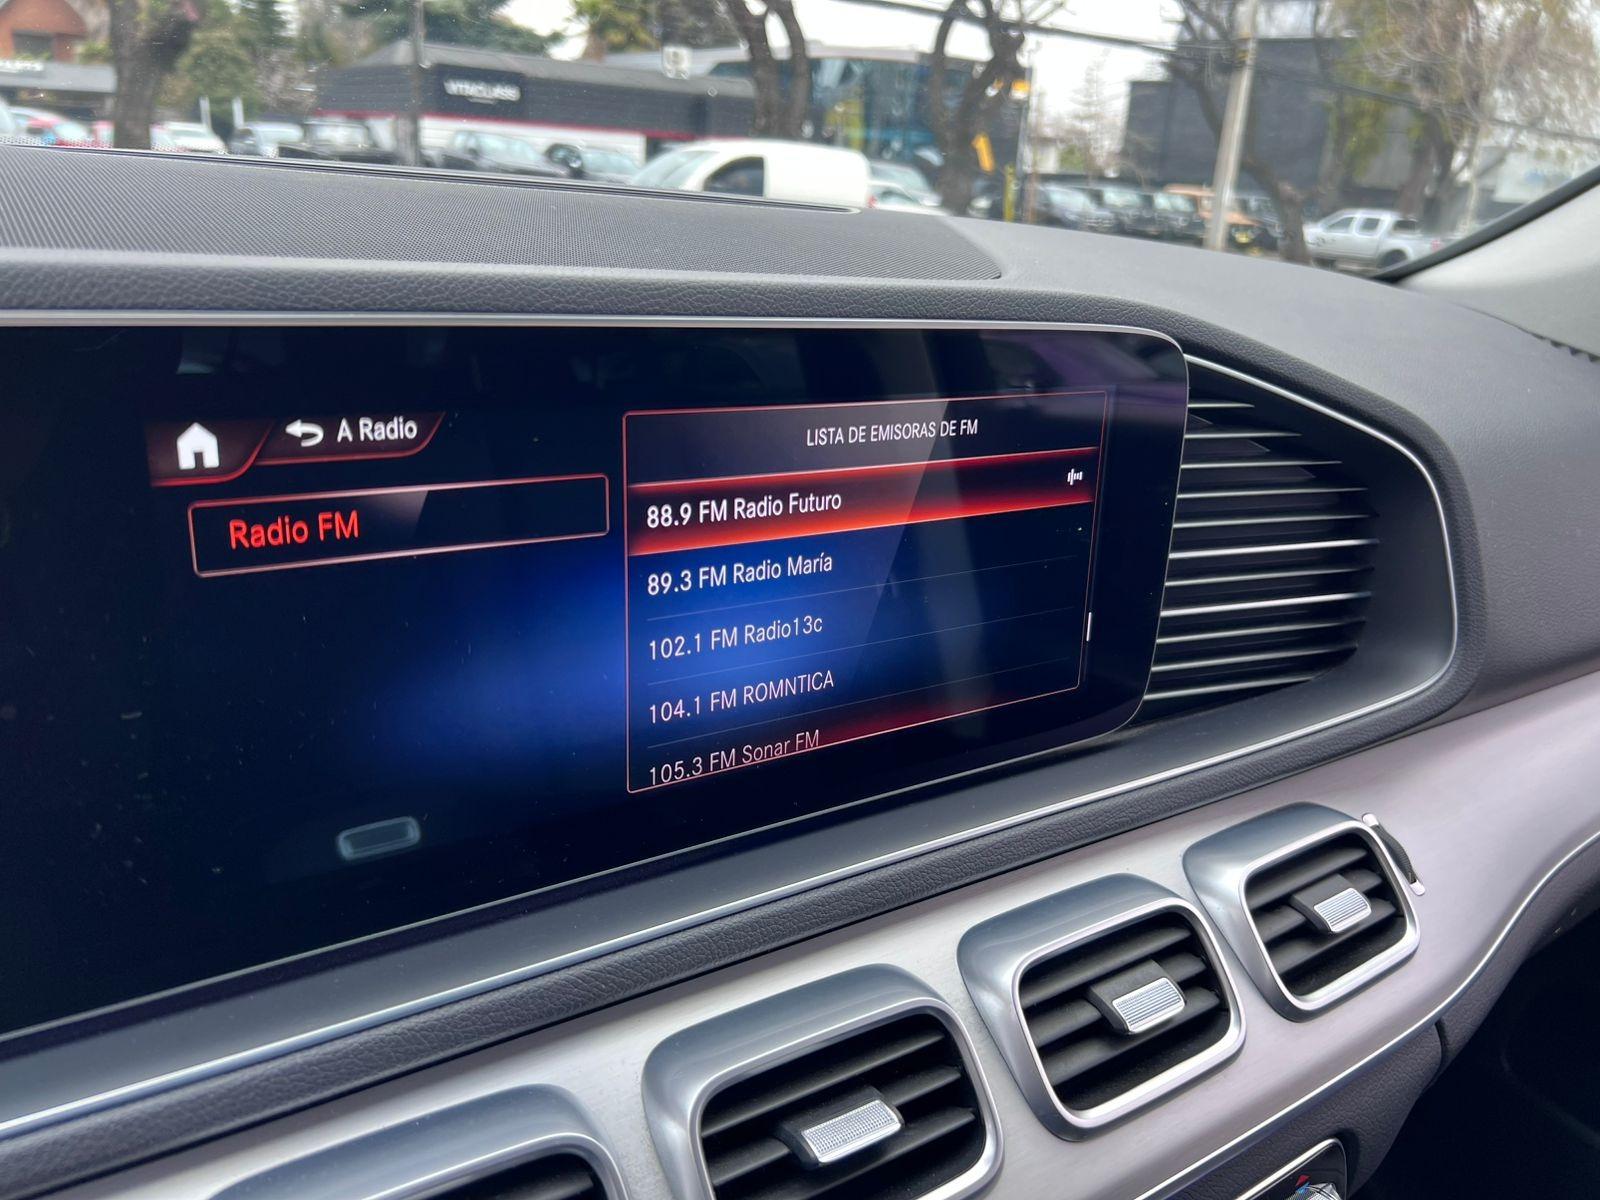 VITACLASS
A Radio
Radio FM
LISTA DE EMISORAS DE FM
88.9 FM Radio Futuro
89.3 FM Radio María
102.1 FM Radio13c
104.1 FM ROMNTICA
105.3 FM Sonar FM